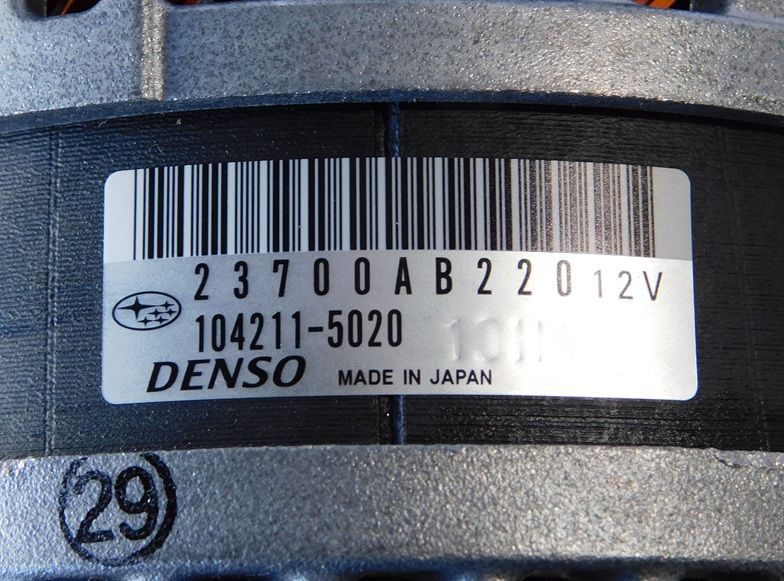 23700AB220 12V
104211-5020
DENSO MADE IN JAPAN
29